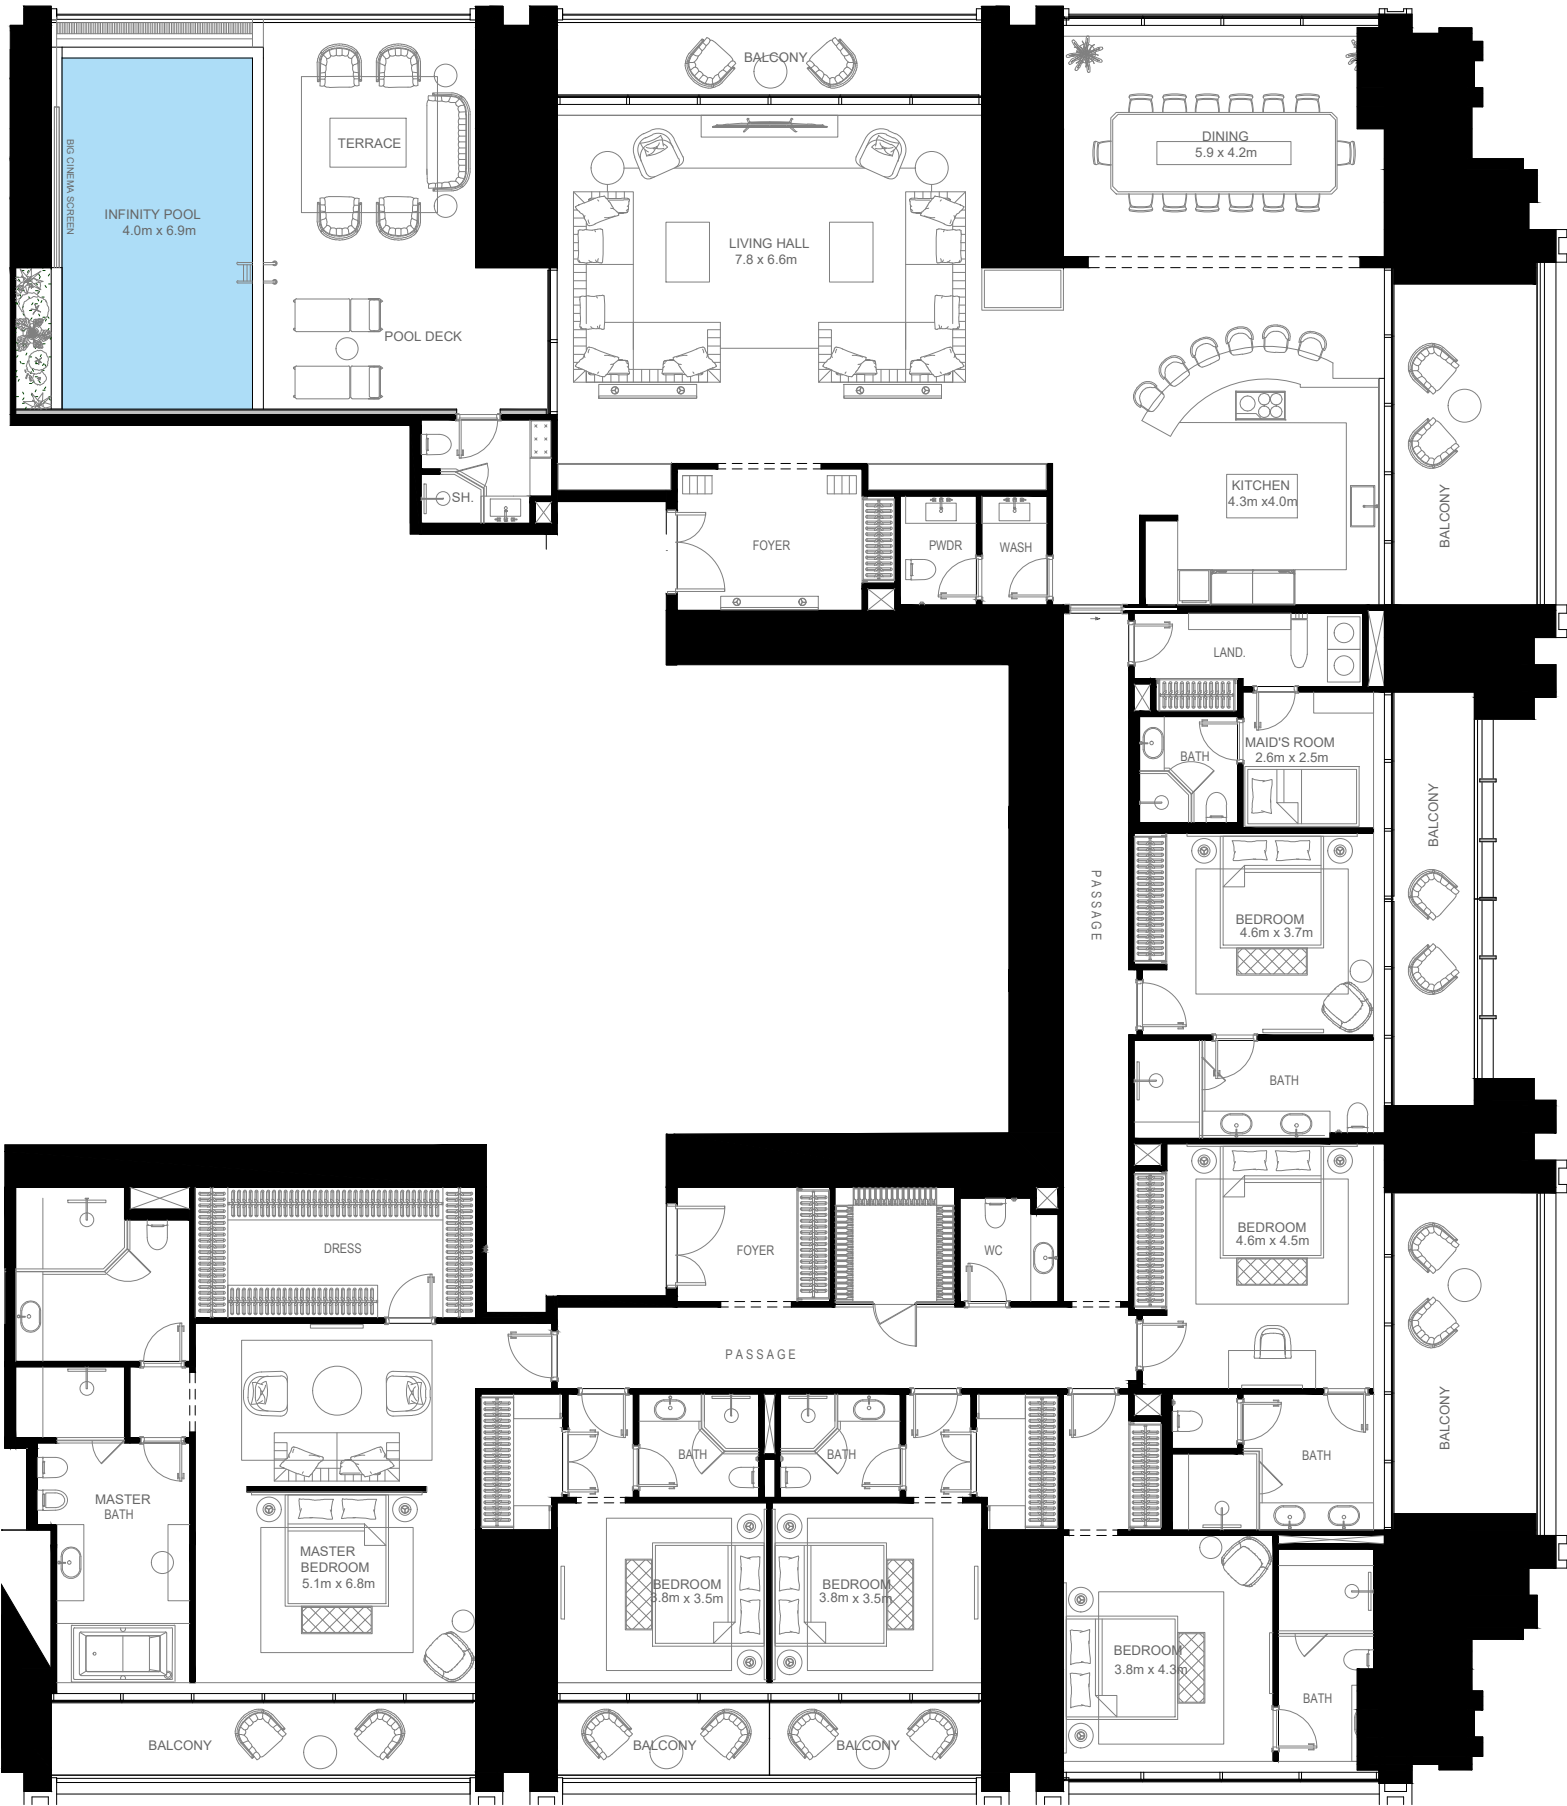 BALCONY
DINING
5.9 x 4.2m
TERRACE
BIG CINEMA SCREEN
INFINITY POOL
4.0m x 6.9m
LIVING HALL
7.8 x 6.6m
POOL DECK
SH.
KITCHEN
4.3m x4.0m
BALCONY
FOYER
PWDR
WASH
LAND.
MAID'S ROOM
2.6m x 2.5m
BATH
BALCONY
PASSAGE
BEDROOM
4.6m x 3.7m
BATH
BEDROOM
4.6m x 4.5m
DRESS
FOYER
WC
PASSAGE
BALCONY
BATH
BATH
BATH
MASTER
BATH
MASTER
BEDROOM
5.1m x 6.8m
BEDROOM
3.8m x 3.5m
BEDROOM
3.8m x 3.5m
BEDROOM
3.8m x 4.3m
BATH
BALCONY
BALCONY
BALCONY